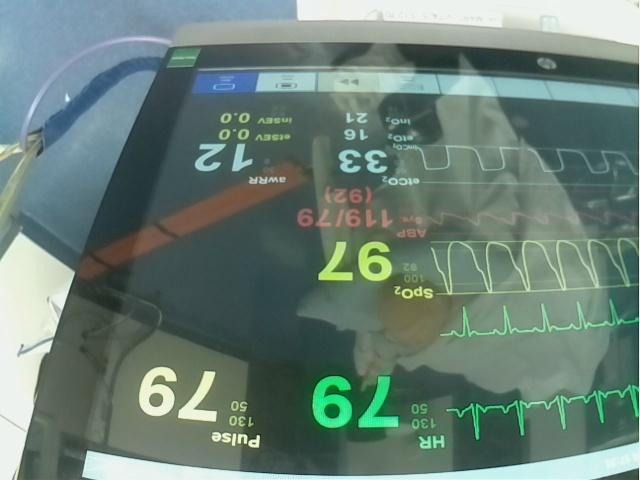 HR
130
50
79
Pulse
130
50
79
SpO₂
100
92
97
ABP
Sys.
119/79
(92)
etCO₂
33
awRR
12
etO₂
16
inO₂
21
etSEV 0.0
inSEV 0.0